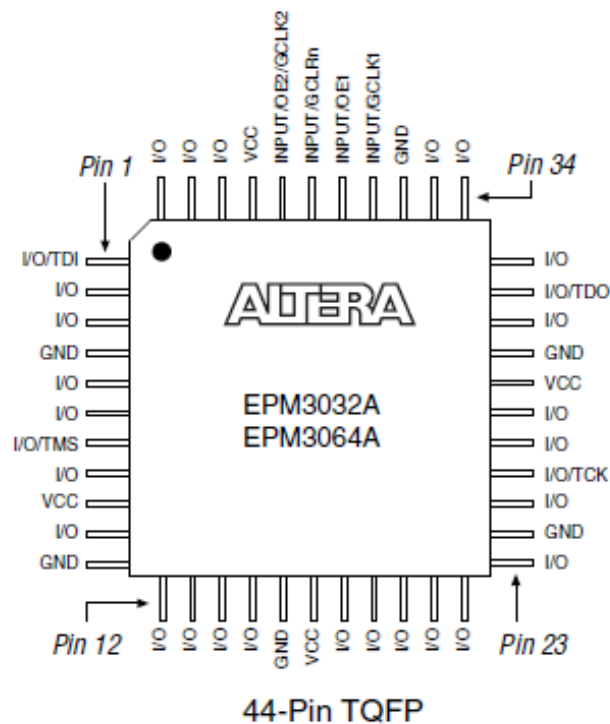 I/O
I/O
I/O
VCC
INPUT/OE2/GCLK2
INPUT/GCLRn
INPUT/OE1
INPUT/GCLK1
GND
I/O
I/O
Pin 1
Pin 34
I/O/TDI
I/O
I/O
GND
I/O
I/O
I/O/TMS
I/O
VCC
I/O
GND
ALTERA
EPM3032A
EPM3064A
I/O
I/O/TDO
I/O
GND
VCC
I/O
I/O
I/O/TCK
I/O
GND
I/O
Pin 12
I/O
I/O
I/O
I/O
GND
VCC
I/O
I/O
I/O
I/O
I/O
Pin 23
44-Pin TQFP